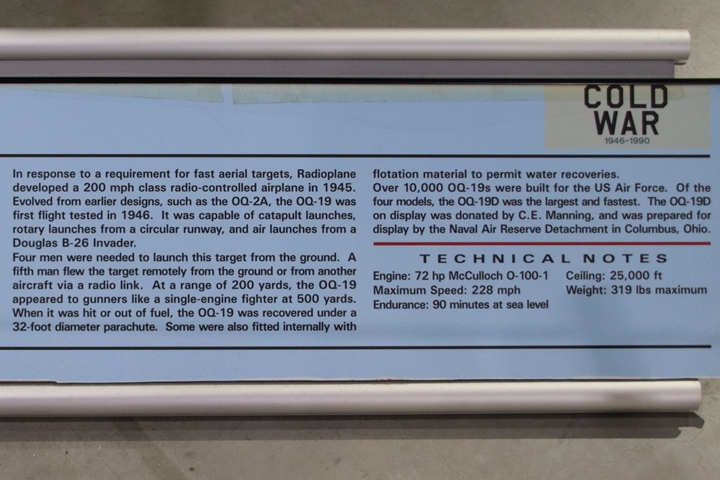 COLD
WAR
1946-1990
In response to a requirement for fast aerial targets, Radioplane
developed a 200 mph class radio-controlled airplane in 1945.
Evolved from earlier designs, such as the OQ-2A, the OQ-19 was
first flight tested in 1946. It was capable of catapult launches,
rotary launches from a circular runway, and air launches from a
Douglas B-26 Invader.
Four men were needed to launch this target from the ground. A
fifth man flew the target remotely from the ground or from another
aircraft via a radio link. At a range of 200 yards, the OQ-19
appeared to gunners like a single-engine fighter at 500 yards.
When it was hit or out of fuel, the OQ-19 was recovered under a
32-foot diameter parachute. Some were also fitted internally with
flotation material to permit water recoveries.
Over 10,000 OQ-19s were built for the US Air Force. Of the
four models, the OQ-19D was the largest and fastest. The OQ-19D
on display was donated by C.E. Manning, and was prepared for
display by the Naval Air Reserve Detachment in Columbus, Ohio.
TECHNICAL NOTES
Engine: 72 hp McCulloch O-100-1
Maximum Speed: 228 mph
Endurance: 90 minutes at sea level
Ceiling: 25,000 ft
Weight: 319 lbs maximum